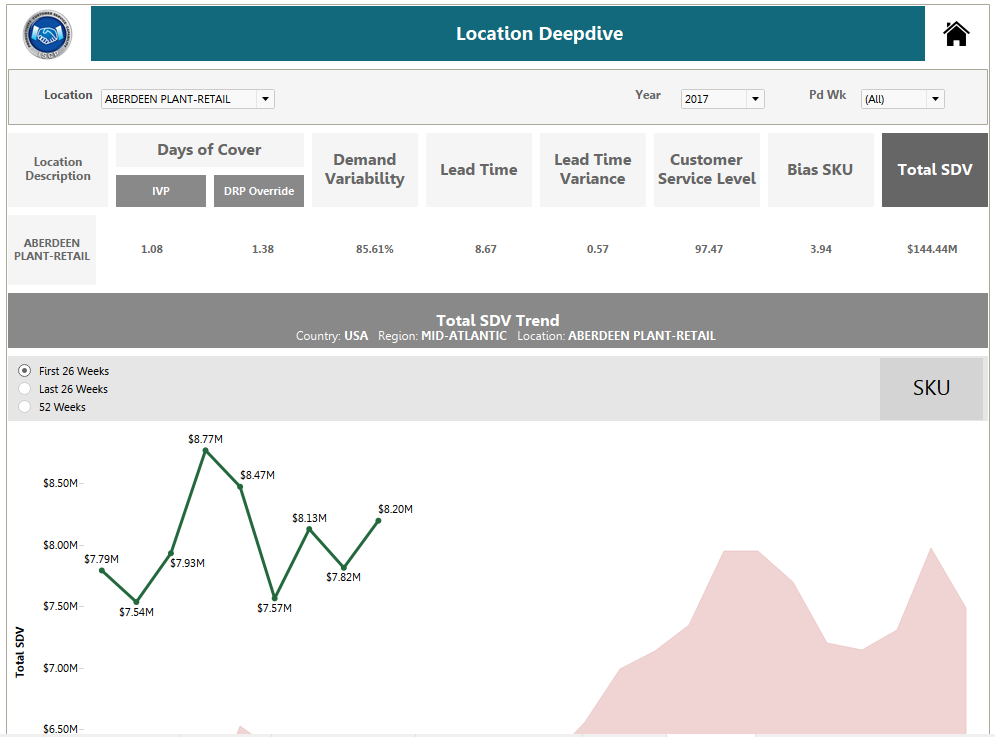 Location Deepdive
Location ABERDEEN PLANT-RETAIL Year 2017 Pd Wk (All)
Location Description
Days of Cover
IVP
DRP Override
Demand Variability
Lead Time
Lead Time Variance
Customer Service Level
Bias SKU
Total SDV
ABERDEEN PLANT-RETAIL
1.08 1.38 85.61% 8.67 0.57 97.47 3.94 $144.44M
Total SDV Trend
Country: USA Region: MID-ATLANTIC Location: ABERDEEN PLANT-RETAIL
First 26 Weeks
Last 26 Weeks
52 Weeks
SKU
$8.77M
$8.47M
$8.50M
$8.20M
$8.13M
$8.00M
$7.79M
$7.93M
$7.82M
$7.57M
$7.54M
$7.50M
Total SDV
$7.00M
$6.50M